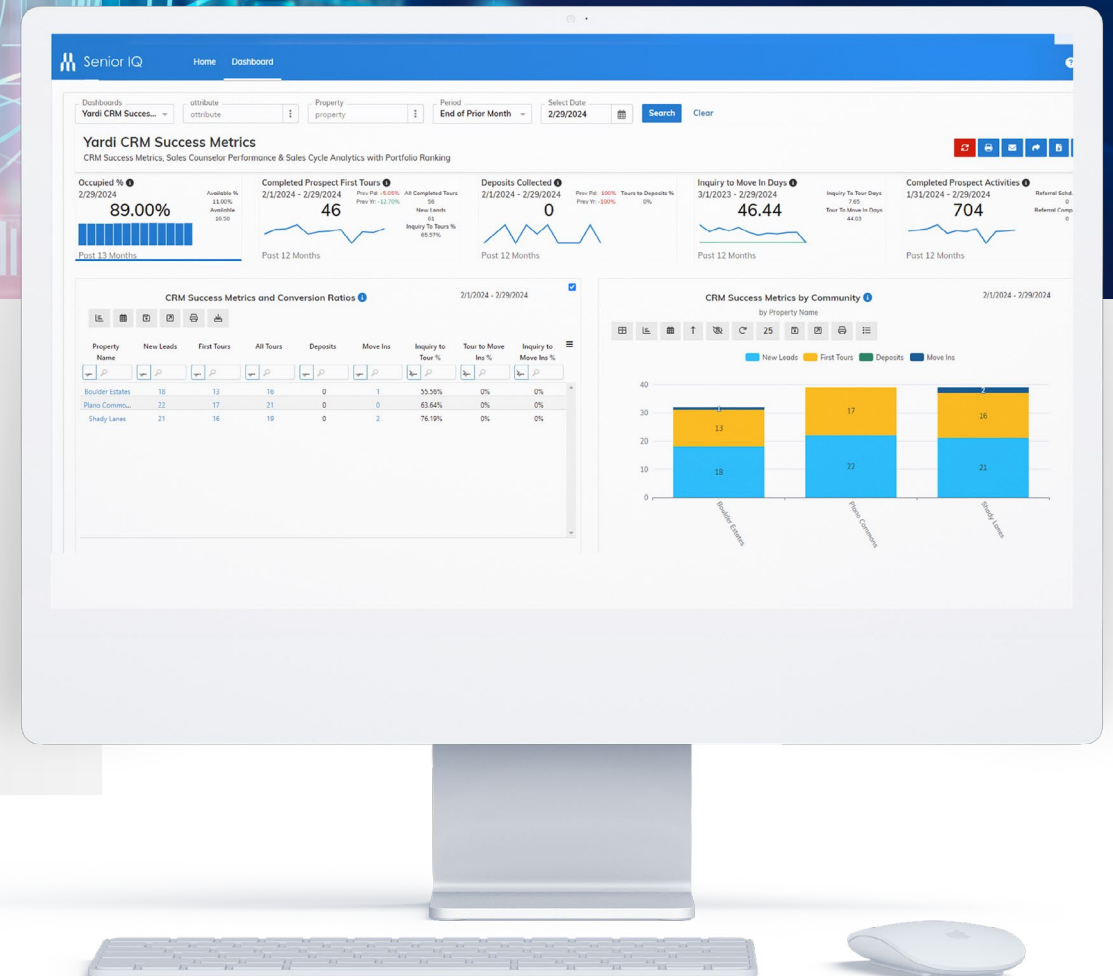 Senior IQ Home Dashboard
Dashboards attribute Property Period Select Date
Yardi CRM Succes... attribute property End of Prior Month 2/29/2024 Search Clear
Yardi CRM Success Metrics
CRM Success Metrics, Sales Counselor Performance & Sales Cycle Analytics with Portfolio Ranking
Occupied %
2/29/2024
89.00%
Available %
11.00%
Available
16.50
Past 13 Months
Completed Prospect First Tours
2/1/2024 - 2/29/2024
46
Prev Pd: -9.80%
Prev Yr: -12.70%
All Completed Tours
56
New Leads
61
Inquiry To Tours %
65.57%
Past 12 Months
Deposits Collected
2/1/2024 - 2/29/2024
0
Prev Pd: -100%
Prev Yr: -100%
Tours to Deposits %
0%
Past 12 Months
Inquiry to Move In Days
3/1/2023 - 2/29/2024
46.44
Inquiry To Tour Days
7.65
Tour To Move In Days
44.03
Past 12 Months
Completed Prospect Activities
1/31/2024 - 2/29/2024
704
Referral Schd.
0
Referral Comp
0
Past 12 Months
CRM Success Metrics and Conversion Ratios
2/1/2024 - 2/29/2024
Property Name New Leads First Tours All Tours Deposits Move Ins Inquiry to Tour % Tour to Move Ins % Inquiry to Move Ins %
Boulder Estates 18 13 16 0 1 55.56% 0% 0%
Plano Commo... 22 17 21 0 0 63.64% 0% 0%
Shady Lanes 21 16 19 0 2 76.19% 0% 0%
CRM Success Metrics by Community
2/1/2024 - 2/29/2024
by Property Name
25
New Leads First Tours Deposits Move Ins
40
30
20
10
0
1
13
18
17
22
2
16
21
Boulder Estates
Plano Commons
Shady Lanes